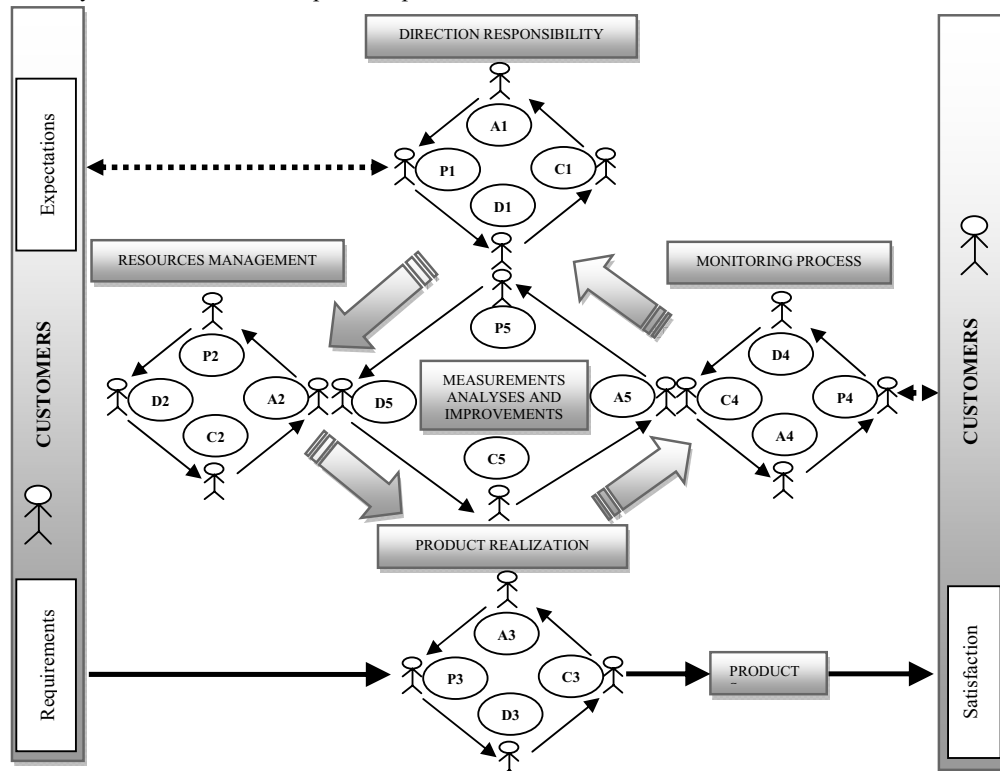 DIRECTION RESPONSIBILITY
A1
P1
C1
D1
Expectations
RESOURCES MANAGEMENT
MONITORING PROCESS
P5
P2
D4
D2
A2
D5
MEASUREMENTS
ANALYSES AND
IMPROVEMENTS
A5
C4
P4
C2
A4
C5
CUSTOMERS
CUSTOMERS
PRODUCT REALIZATION
A3
P3
C3
D3
Requirements
PRODUCT
Satisfaction